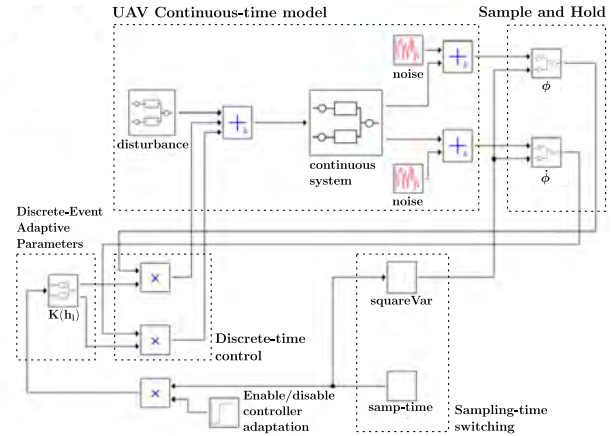 UAV Continuous-time model
Sample and Hold
noise
disturbance
continuous
system
noise
ϕ
ϕ̇
Discrete-Event
Adaptive
Parameters
K(hᵢ)
×
×
×
Discrete-time
control
squareVar
samp-time
Enable/disable
controller
adaptation
Sampling-time
switching